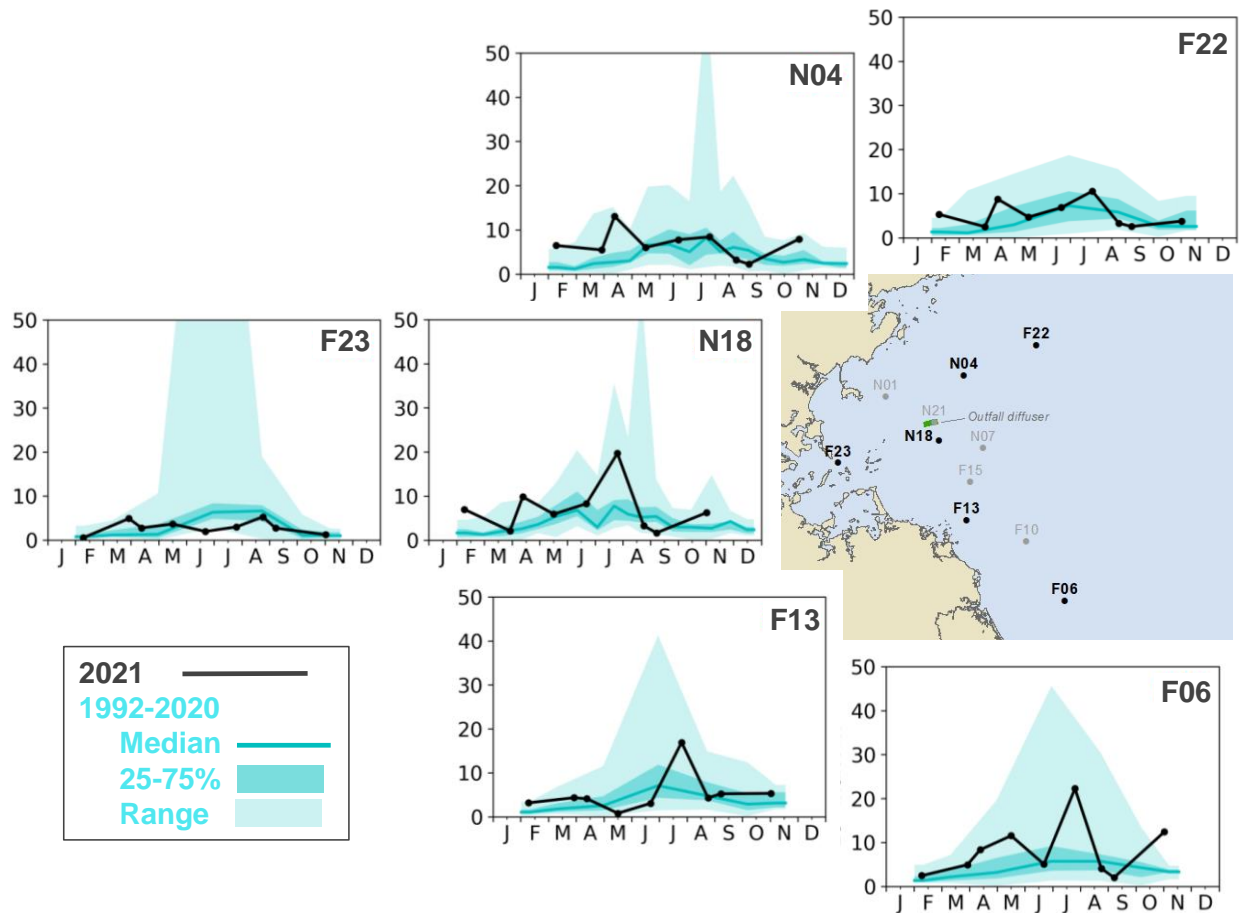 N04
50
40
30
20
10
0
J F M A M J J A S O N D
F22
50
40
30
20
10
0
J F M A M J J A S O N D
F23
50
40
30
20
10
0
J F M A M J J A S O N D
N18
50
40
30
20
10
0
J F M A M J J A S O N D
F22
N04
N01
N21
Outfall diffuser
N18
N07
F23
F15
F13
F10
F06
F13
50
40
30
20
10
0
J F M A M J J A S O N D
2021
1992-2020
Median
25-75%
Range
F06
50
40
30
20
10
0
J F M A M J J A S O N D